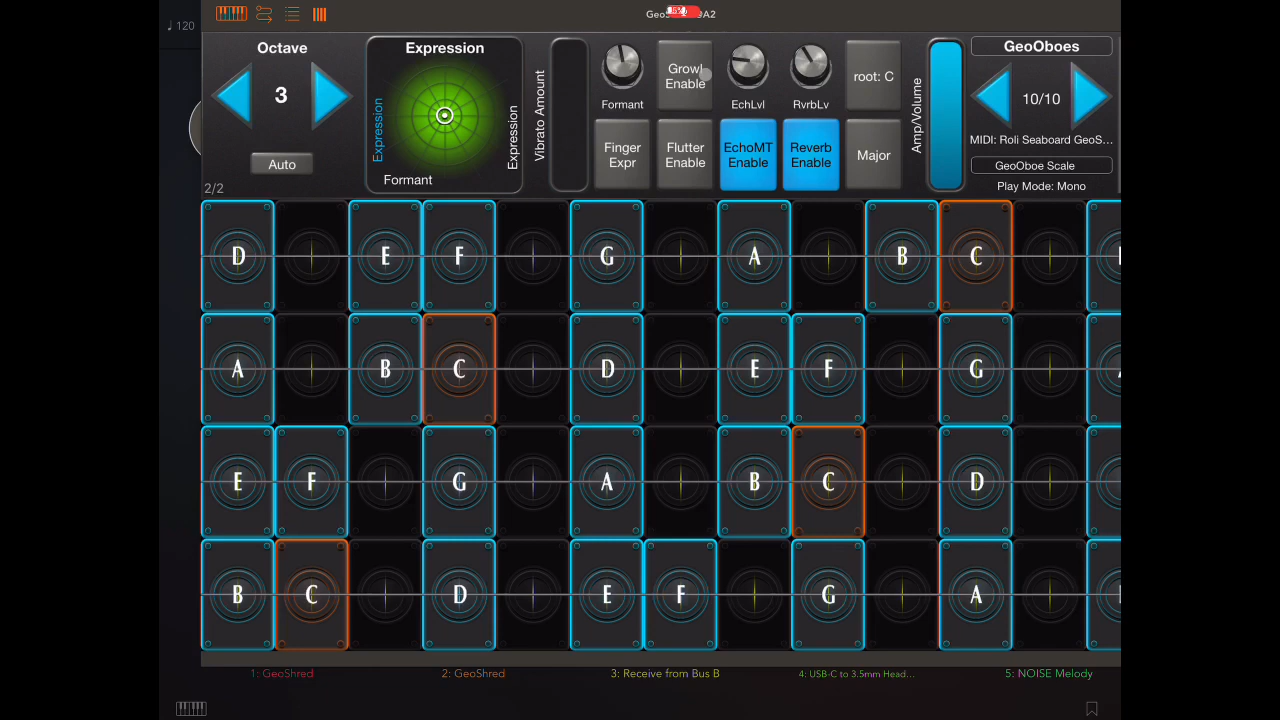 ♩ 120
5%
A2
Octave
3
Auto
2/2
Expression
Expression
Expression
Formant
Vibrato Amount
Formant
Growl
Enable
EchLvl
RvrbLv
root: C
Finger
Expr
Flutter
Enable
EchoMT
Enable
Reverb
Enable
Major
Amp/Volume
GeoOboes
10/10
MIDI: Roli Seaboard GeoS...
GeoOboe Scale
Play Mode: Mono
D E F G A B C
A B C D E F G
E F G A B C D
B C D E F G A
1: GeoShred
2: GeoShred
3: Receive from Bus B
4: USB-C to 3.5mm Head...
5: NOISE Melody